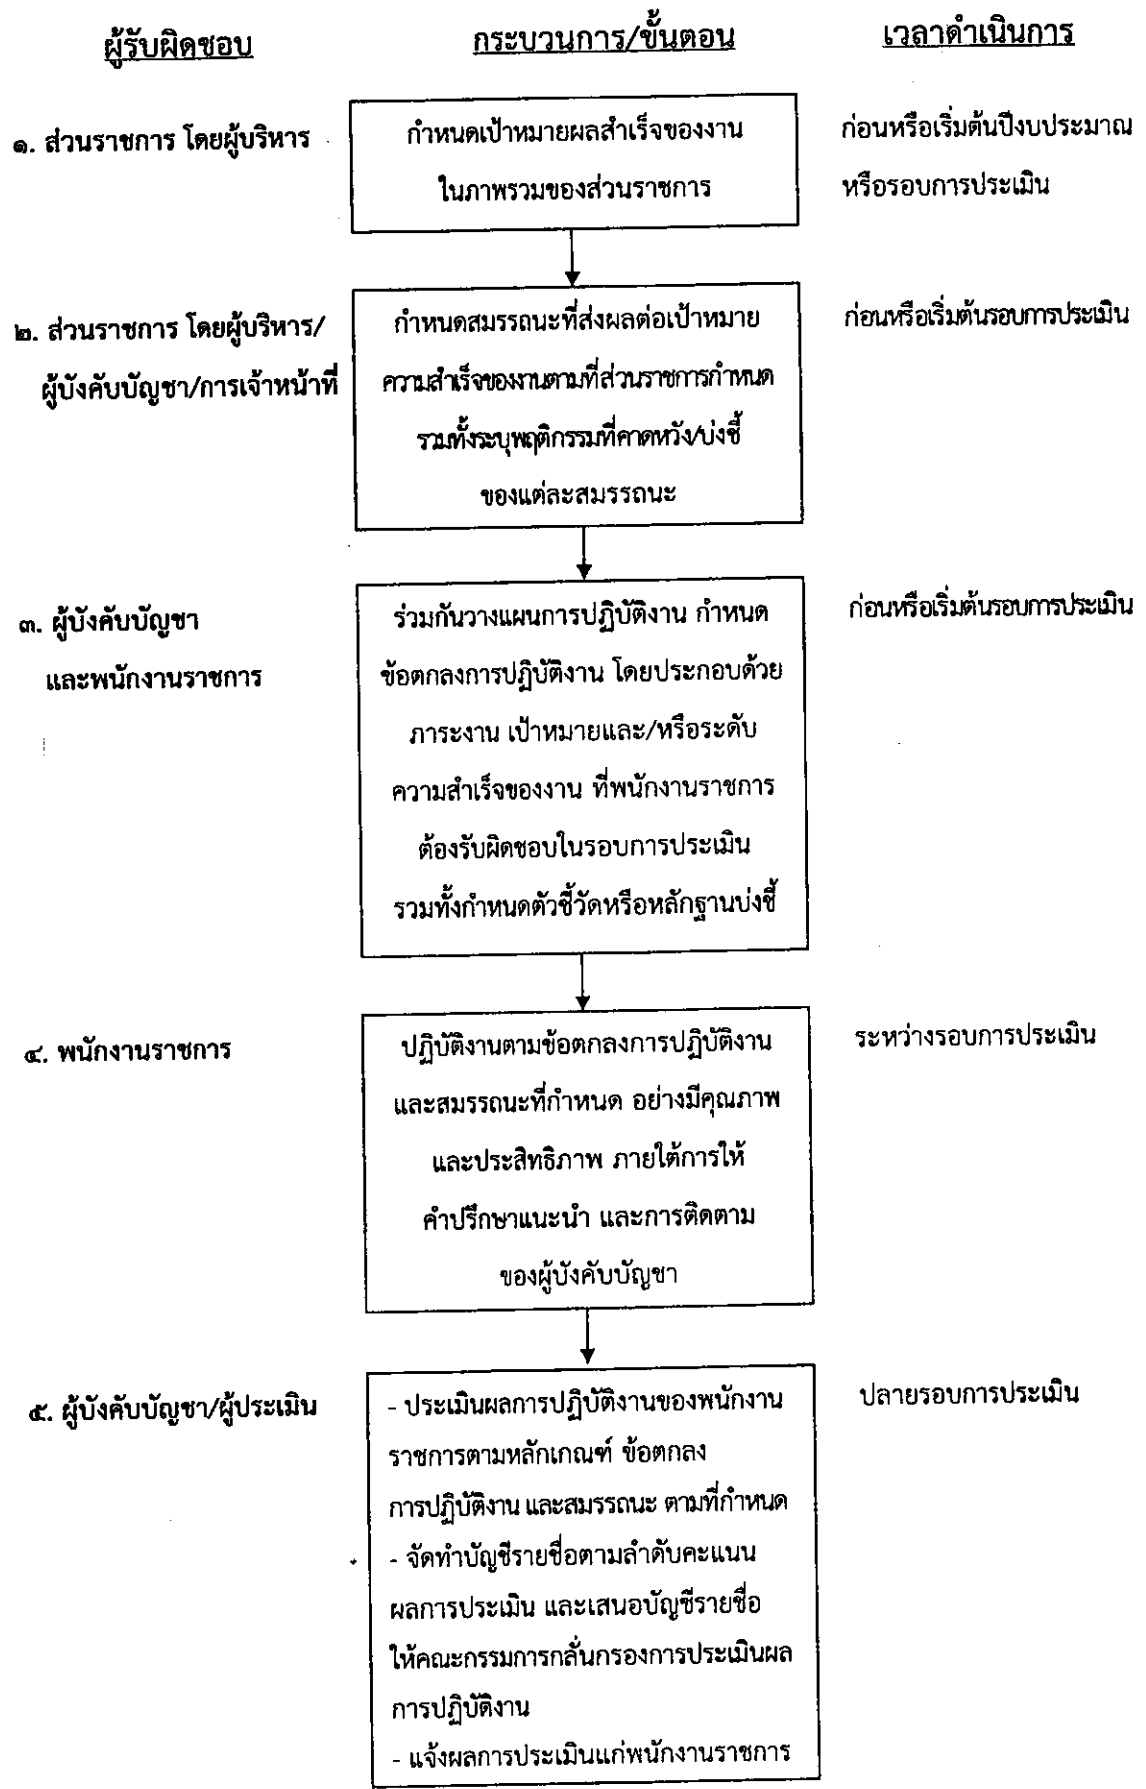 ผู้รับผิดชอบ
กระบวนการ/ขั้นตอน
เวลาดำเนินการ
๑. ส่วนราชการ โดยผู้บริหาร
กำหนดเป้าหมายผลสำเร็จของงาน
ในภาพรวมของส่วนราชการ
ก่อนหรือเริ่มต้นปีงบประมาณ
หรือรอบการประเมิน
๒. ส่วนราชการ โดยผู้บริหาร/
ผู้บังคับบัญชา/การเจ้าหน้าที่
กำหนดสมรรถนะที่ส่งผลต่อเป้าหมาย
ความสำเร็จของงานตามที่ส่วนราชการกำหนด
รวมทั้งระบุพฤติกรรมที่คาดหวัง/บ่งชี้
ของแต่ละสมรรถนะ
ก่อนหรือเริ่มต้นรอบการประเมิน
๓. ผู้บังคับบัญชา
และพนักงานราชการ
ร่วมกันวางแผนการปฏิบัติงาน กำหนด
ข้อตกลงการปฏิบัติงาน โดยประกอบด้วย
ภาระงาน เป้าหมายและ/หรือระดับ
ความสำเร็จของงาน ที่พนักงานราชการ
ต้องรับผิดชอบในรอบการประเมิน
รวมทั้งกำหนดตัวชี้วัดหรือหลักฐานบ่งชี้
ก่อนหรือเริ่มต้นรอบการประเมิน
๔. พนักงานราชการ
ปฏิบัติงานตามข้อตกลงการปฏิบัติงาน
และสมรรถนะที่กำหนด อย่างมีคุณภาพ
และประสิทธิภาพ ภายใต้การให้
คำปรึกษาแนะนำ และการติดตาม
ของผู้บังคับบัญชา
ระหว่างรอบการประเมิน
๕. ผู้บังคับบัญชา/ผู้ประเมิน
- ประเมินผลการปฏิบัติงานของพนักงาน
ราชการตามหลักเกณฑ์ ข้อตกลง
การปฏิบัติงาน และสมรรถนะ ตามที่กำหนด
- จัดทำบัญชีรายชื่อตามลำดับคะแนน
ผลการประเมิน และเสนอบัญชีรายชื่อ
ให้คณะกรรมการกลั่นกรองการประเมินผล
การปฏิบัติงาน
- แจ้งผลการประเมินแก่พนักงานราชการ
ปลายรอบการประเมิน